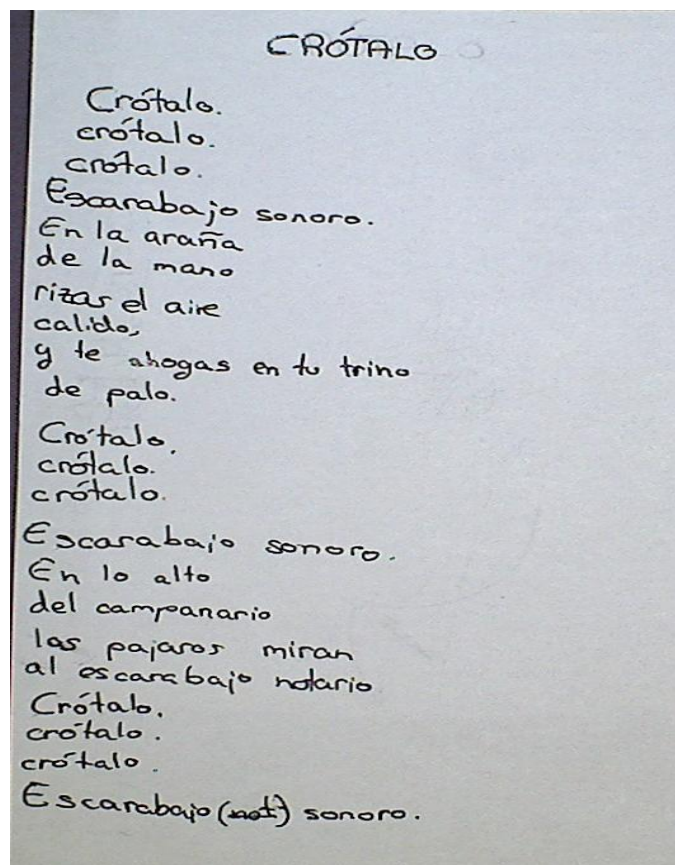 CRÓTALO
Crótalo.
crótalo.
crótalo.
Escarabajo sonoro.
En la araña
de la mano
rizas el aire
calido,
y te ahogas en tu trino
de palo.
Crótalo.
crótalo.
crótalo.
Escarabajo sonoro.
En lo alto
del campanario
los pajaros miran
al escarabajo notario
Crótalo.
crótalo.
crótalo.
Escarabajo (not) sonoro.